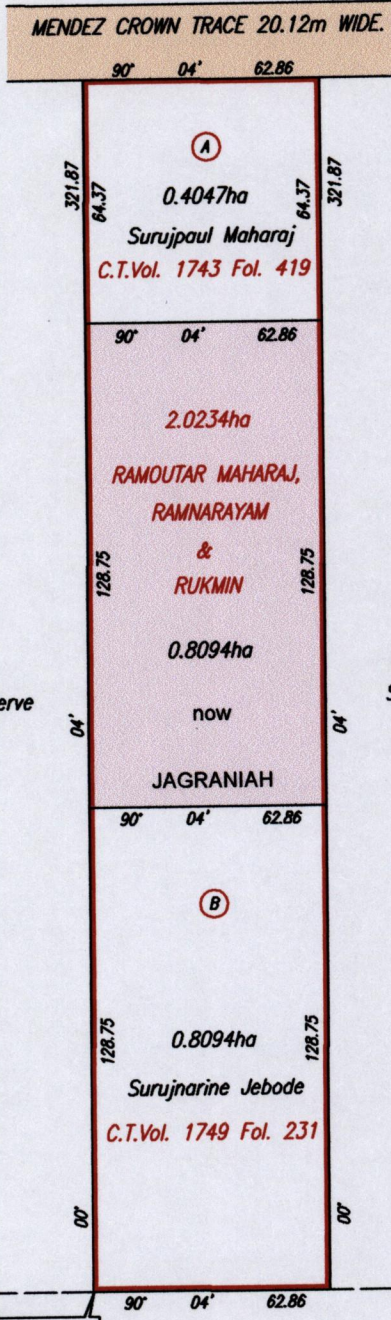 MENDEZ CROWN TRACE 20.12m WIDE.
90° 04' 62.86
A
321.87
64.37
64.37
321.87
0.4047ha
Surujpaul Maharaj
C.T.Vol. 1743 Fol. 419
90° 04' 62.86
2.0234ha
RAMOUTAR MAHARAJ,
RAMNARAYAM
&
RUKMIN
128.75
128.75
0.8094ha
now
04'
04'
JAGRANIAH
90° 04' 62.86
B
128.75
128.75
0.8094ha
Surujnarine Jebode
C.T.Vol. 1749 Fol. 231
00°
00°
90° 04' 62.86